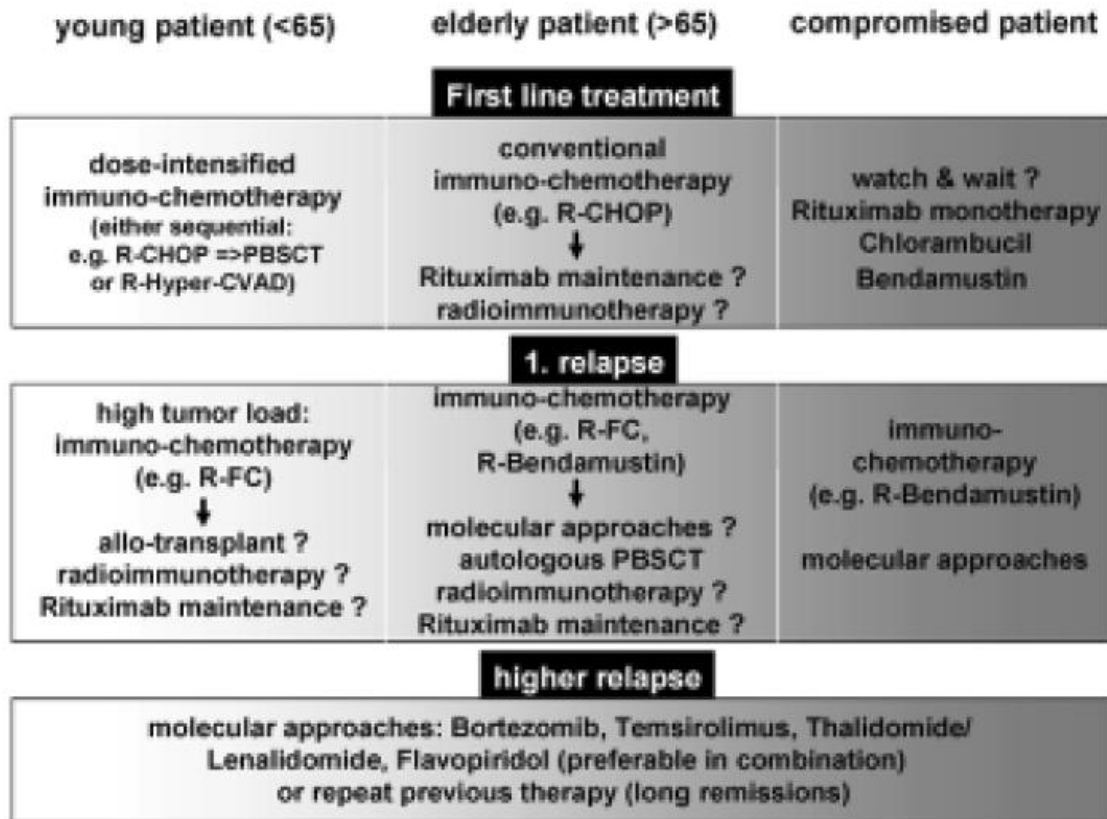 young patient (<65)
elderly patient (>65)
compromised patient
First line treatment
dose-intensified
immuno-chemotherapy
(either sequential:
e.g. R-CHOP =>PBSCT
or R-Hyper-CVAD)
conventional
immuno-chemotherapy
(e.g. R-CHOP)
Rituximab maintenance ?
radioimmunotherapy ?
watch & wait ?
Rituximab monotherapy
Chlorambucil
Bendamustin
1. relapse
high tumor load:
immuno-chemotherapy
(e.g. R-FC)
allo-transplant ?
radioimmunotherapy ?
Rituximab maintenance ?
immuno-chemotherapy
(e.g. R-FC,
R-Bendamustin)
molecular approaches ?
autologous PBSCT
radioimmunotherapy ?
Rituximab maintenance ?
immuno-
chemotherapy
(e.g. R-Bendamustin)
molecular approaches
higher relapse
molecular approaches: Bortezomib, Temsirolimus, Thalidomide/
Lenalidomide, Flavopiridol (preferable in combination)
or repeat previous therapy (long remissions)